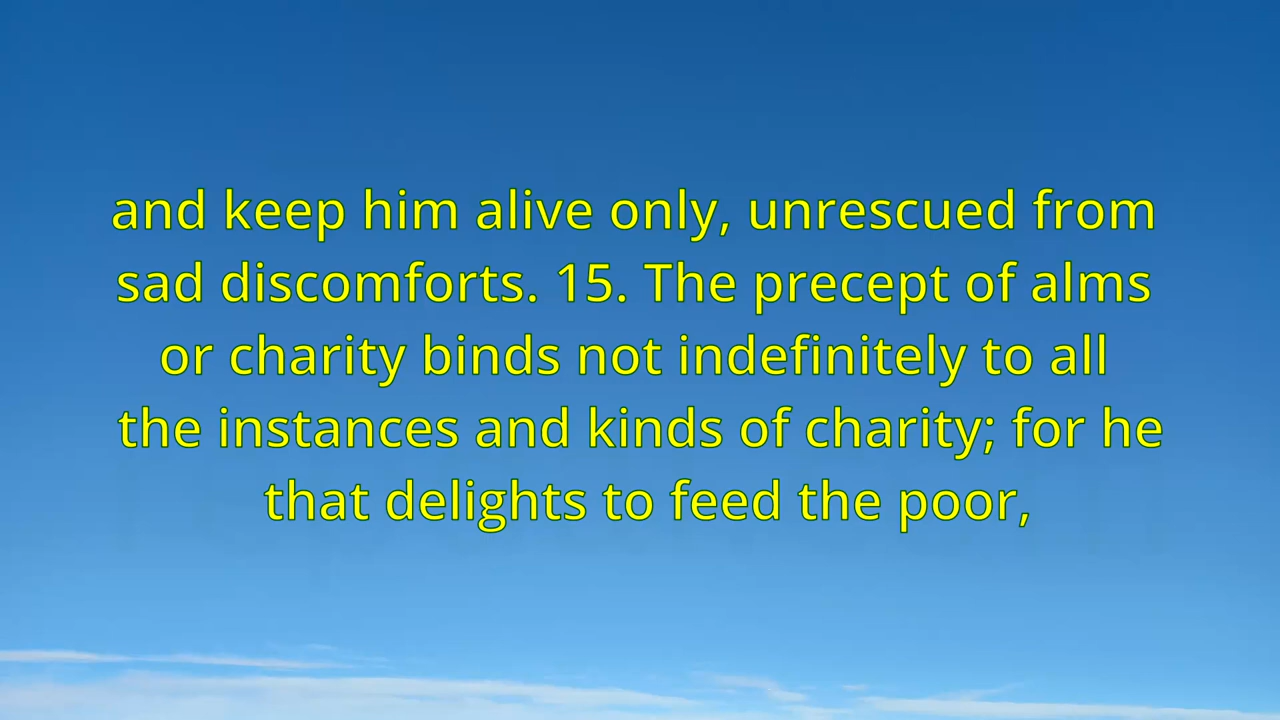 and keep him alive only, unrescued from
sad discomforts. 15. The precept of alms
or charity binds not indefinitely to all
the instances and kinds of charity; for he
that delights to feed the poor,